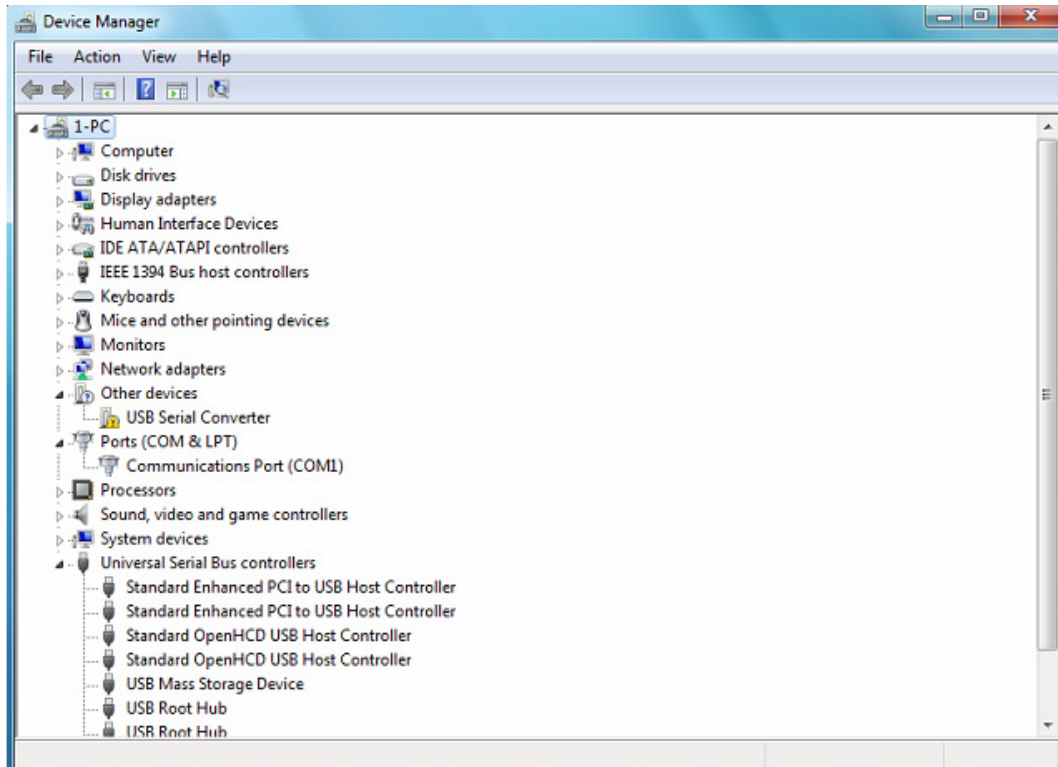 Device Manager
File Action View Help
1-PC
Computer
Disk drives
Display adapters
Human Interface Devices
IDE ATA/ATAPI controllers
IEEE 1394 Bus host controllers
Keyboards
Mice and other pointing devices
Monitors
Network adapters
Other devices
USB Serial Converter
Ports (COM & LPT)
Communications Port (COM1)
Processors
Sound, video and game controllers
System devices
Universal Serial Bus controllers
Standard Enhanced PCI to USB Host Controller
Standard Enhanced PCI to USB Host Controller
Standard OpenHCD USB Host Controller
Standard OpenHCD USB Host Controller
USB Mass Storage Device
USB Root Hub
USB Root Hub